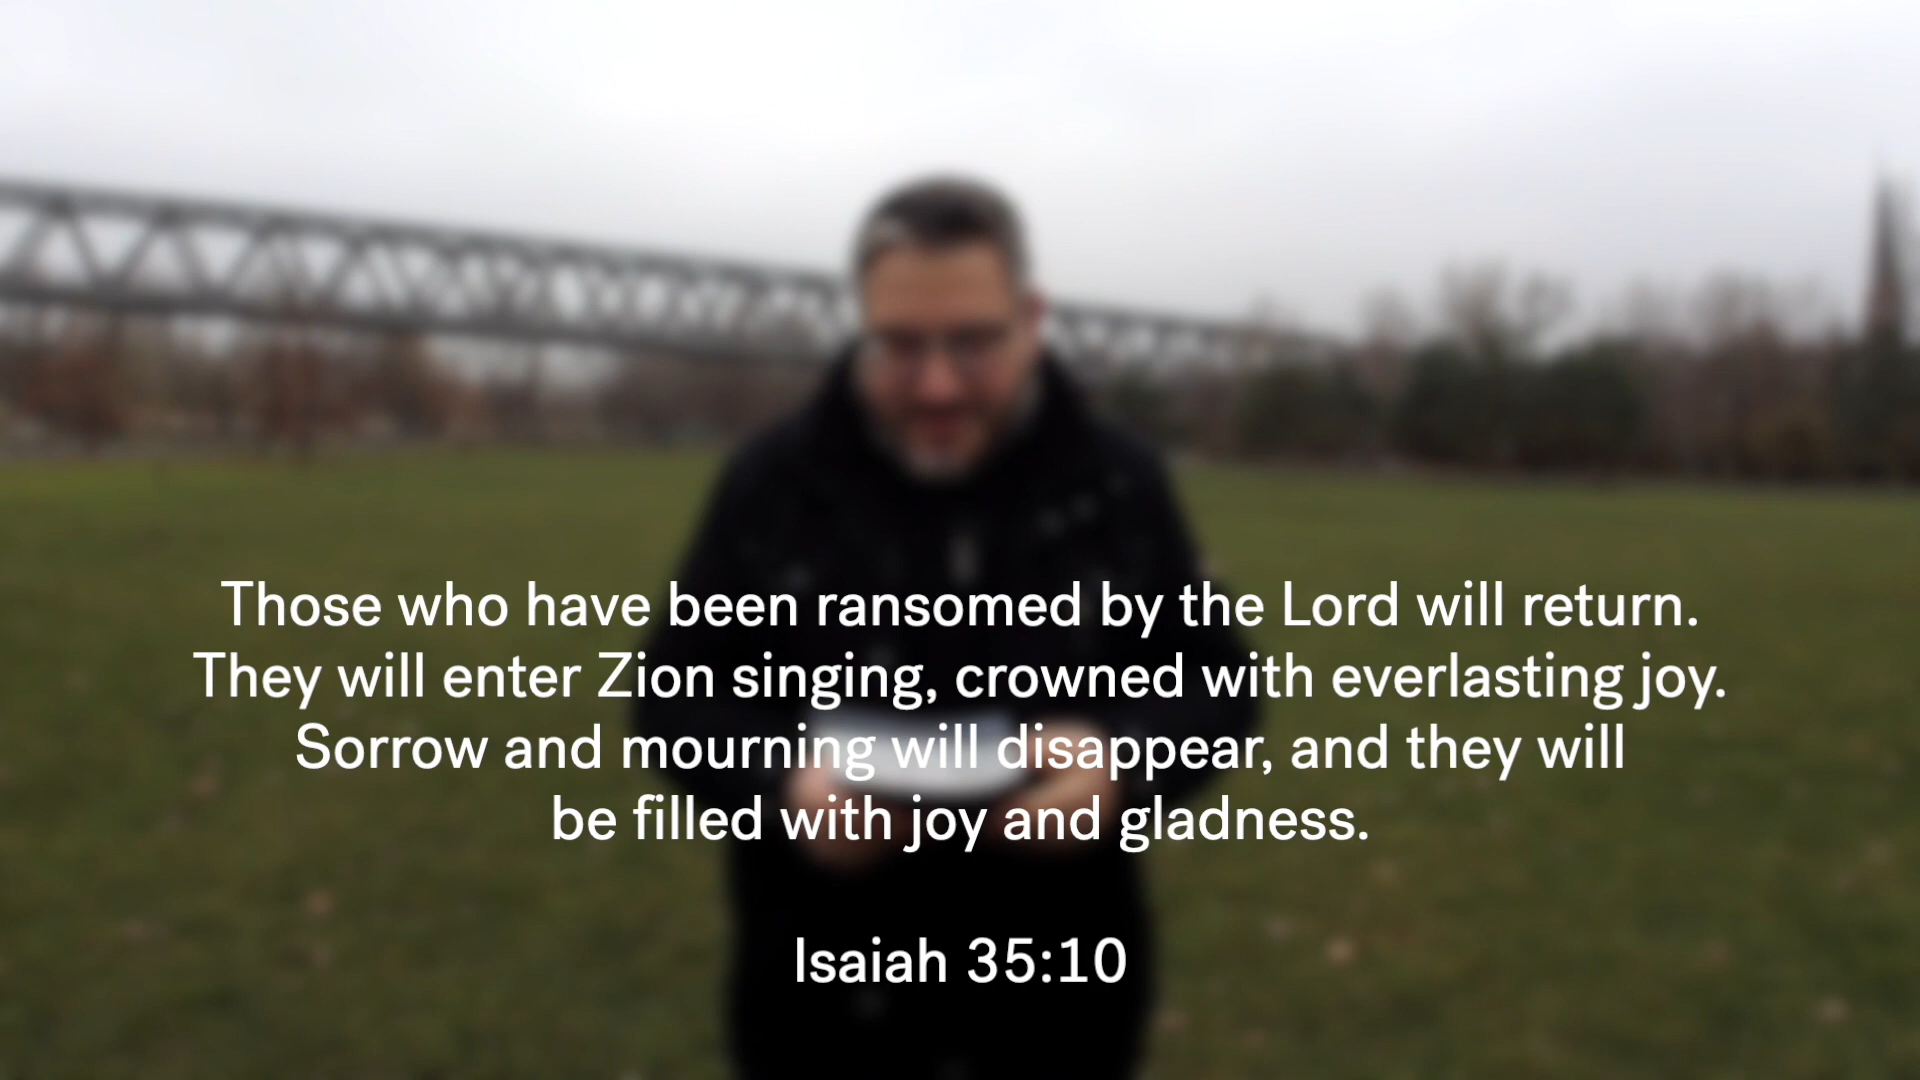 Those who have been ransomed by the Lord will return.
They will enter Zion singing, crowned with everlasting joy.
Sorrow and mourning will disappear, and they will
be filled with joy and gladness.
Isaiah 35:10